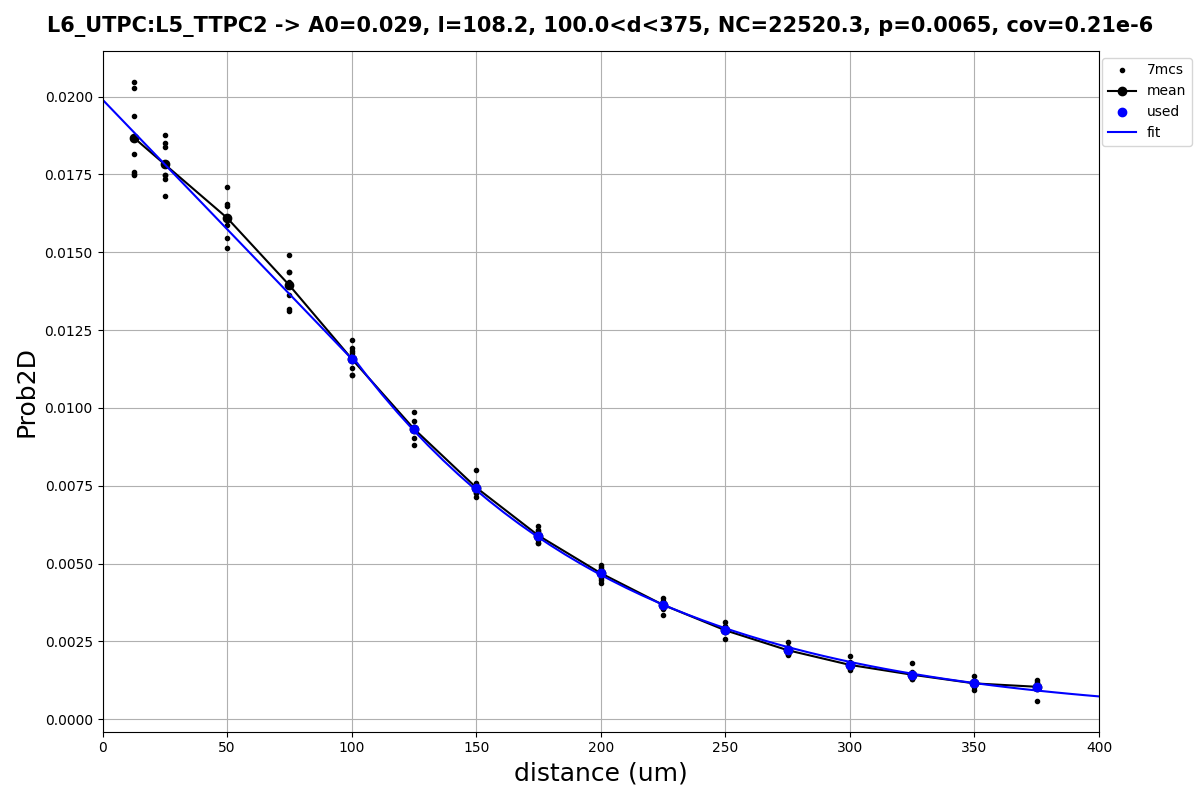 L6_UTPC:L5_TTPC2 -> A0=0.029, l=108.2, 100.0<d<375, NC=22520.3, p=0.0065, cov=0.21e-6
7mcs
mean
used
fit
0.0200
0.0175
0.0150
0.0125
0.0100
0.0075
0.0050
0.0025
0.0000
Prob2D
0 50 100 150 200 250 300 350 400
distance (um)